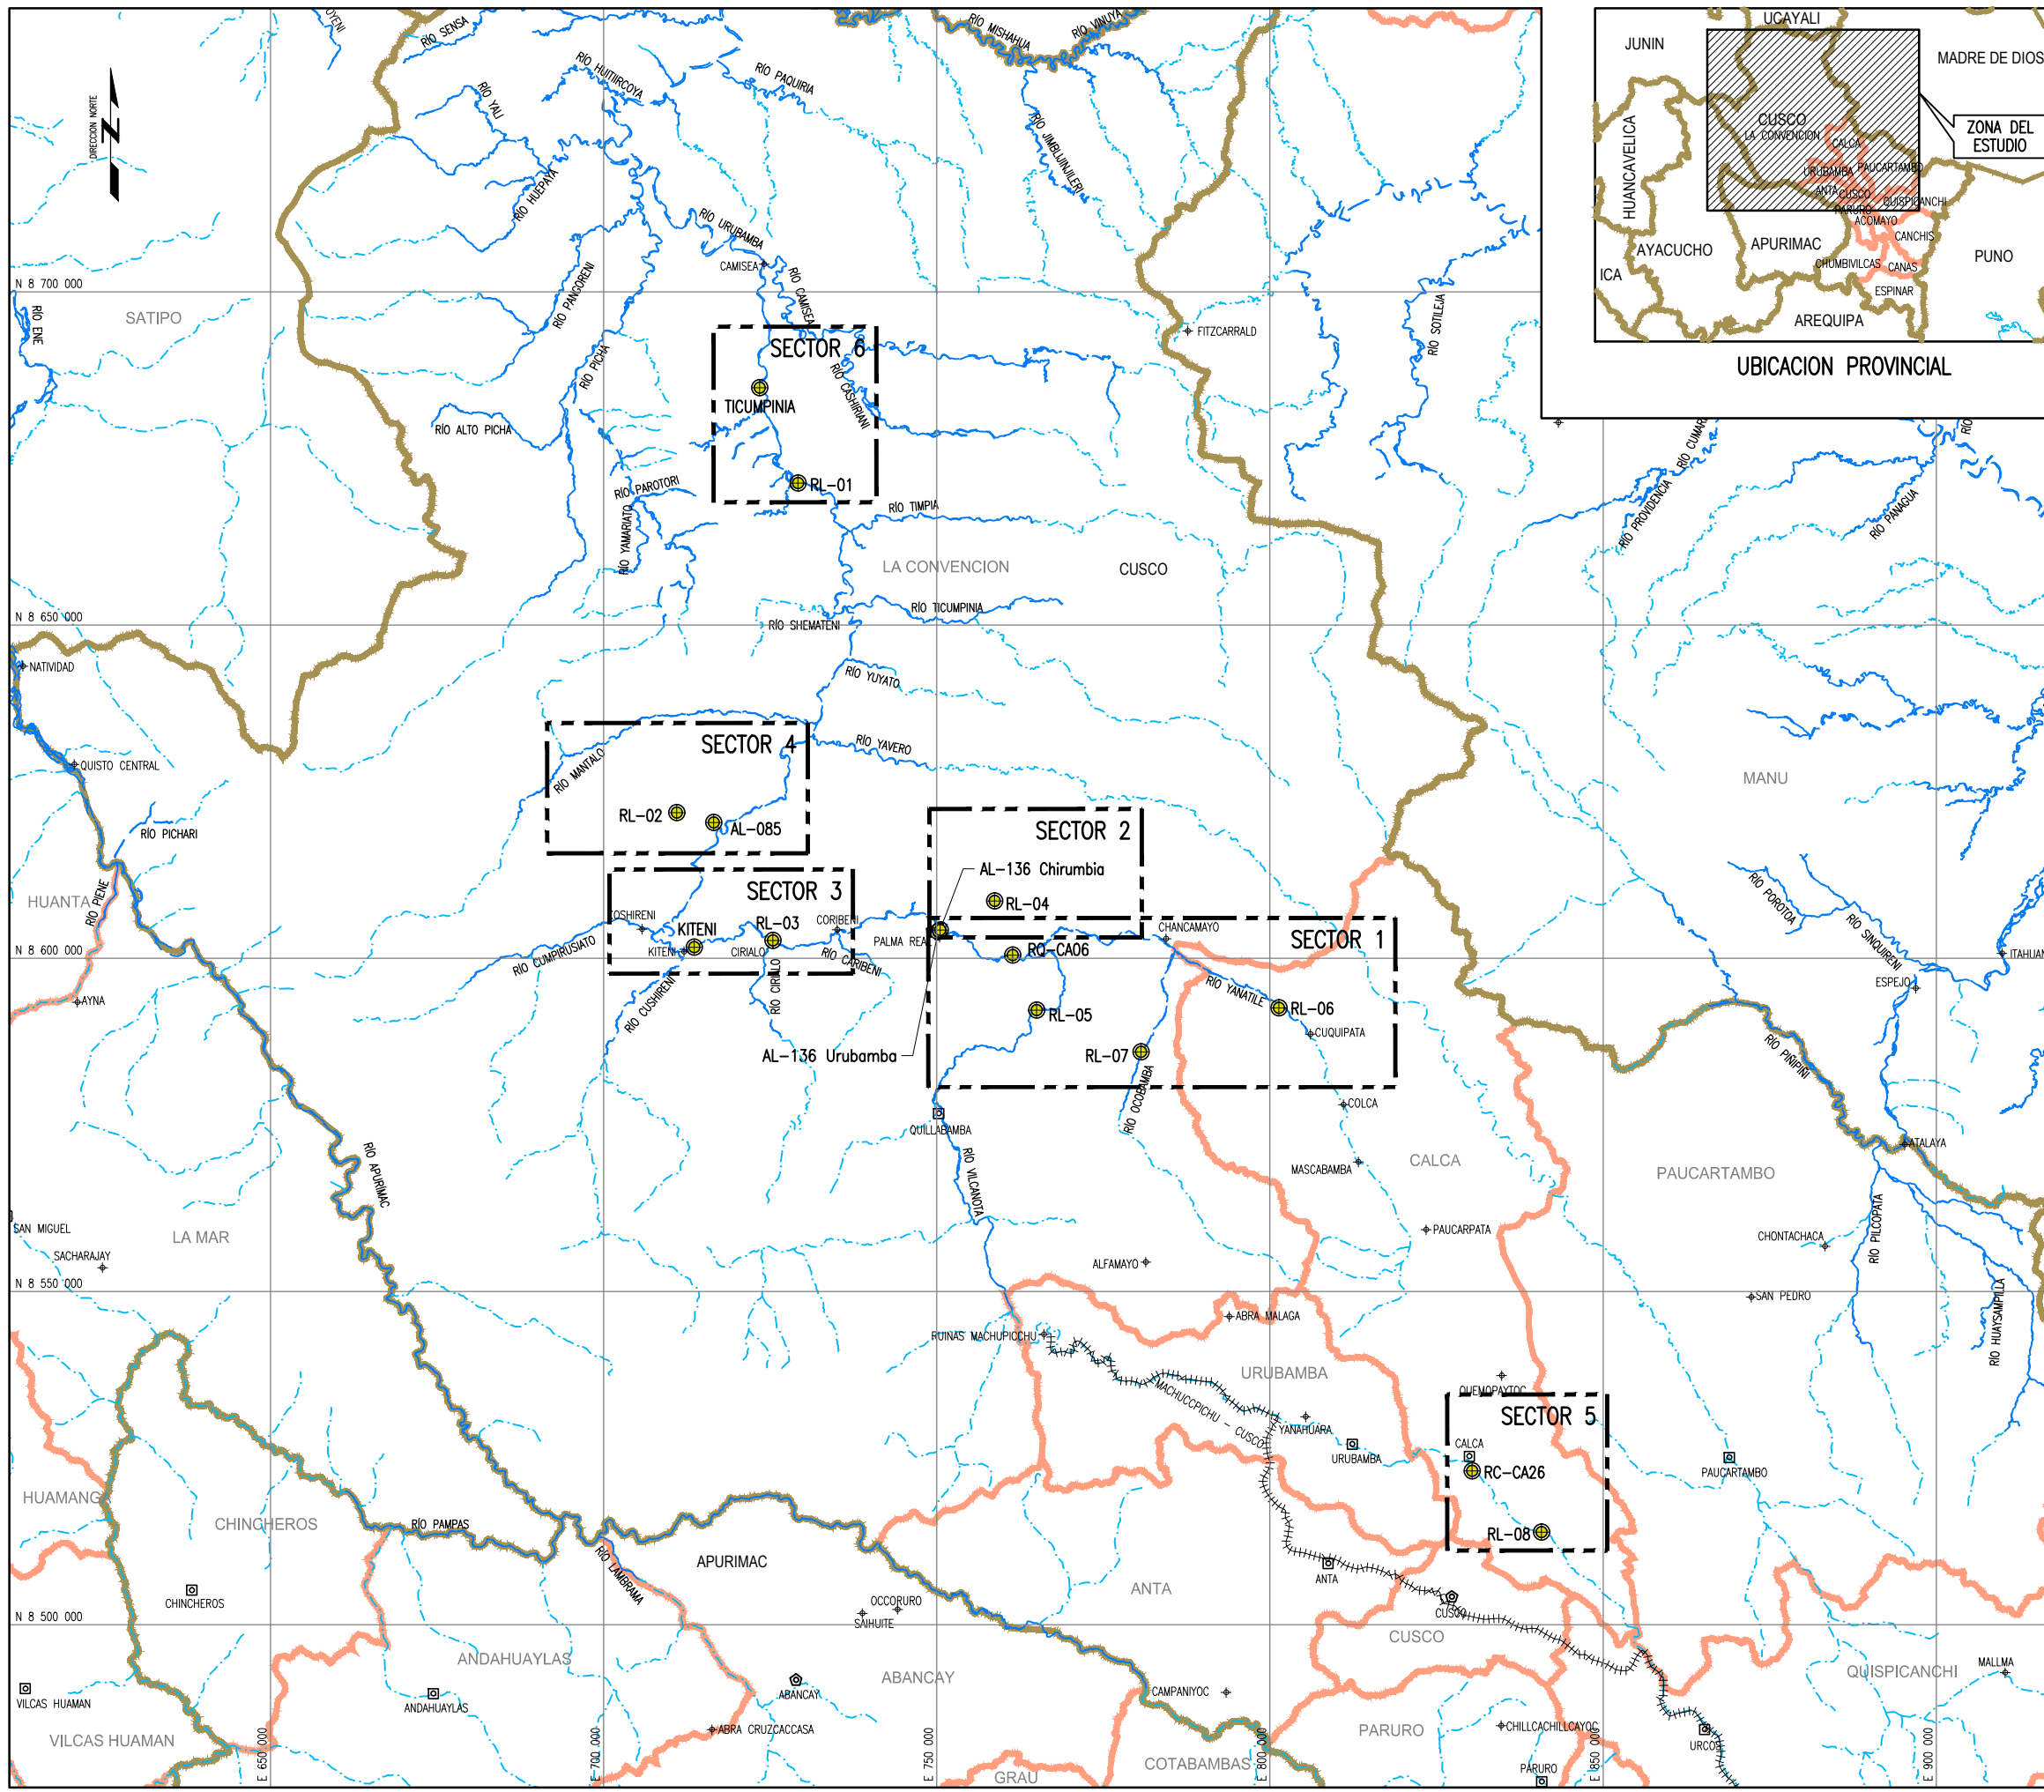 RÍO SENSA
RÍO MISHAHUA
RÍO VINUYA
RÍO HUITIIRCOYA
RÍO PAQUIRIA
RÍO YALI
DIRECCION NORTE
N
RÍO JIMBLIJINJILERI
RÍO HUEPAYA
RÍO URUBAMBA
CAMISEA
RÍO CAMISEA
RÍO PANGORENI
N 8 700 000
RÍO ENE
SATIPO
RÍO SOTILEJA
FITZCARRALD
SECTOR 6
RÍO PICHA
RÍO CASHIRIANI
TICUMPINIA
RÍO ALTO PICHA
RL-01
RÍO PAROTORI
RÍO YAMARIATO
RÍO TIMPIA
RÍO PROVIDENCIA
RÍO PANAGUA
LA CONVENCION
CUSCO
RÍO TICUMPINIA
N 8 650 000
RÍO SHEMATENI
NATIVIDAD
RÍO YUYATO
SECTOR 4
RÍO YAVERO
QUISTO CENTRAL
RÍO MANTALO
MANU
RL-02
AL-085
RÍO PICHARI
SECTOR 2
AL-136 Chirumbia
SECTOR 3
RL-04
HUANTA
RÍO PIENE
RÍO POROTOA
RÍO SINQUIRENI
KITENI
RL-03
CORIBENI
PALMA REAL
CHANCAMAYO
SECTOR 1
RQ-CA06
N 8 600 000
KITENI
CIRIALO
RÍO CARIBENI
RÍO CUMPIRUSIATO
RÍO CUSHIRENI
RÍO CIRIALO
RÍO YANATILE
ESPEJO
AYNA
RL-05
RL-06
CUQUIPATA
AL-136 Urubamba
RL-07
RÍO PIÑIPIÑI
RÍO OCOBAMBA
COLCA
QUILLABAMBA
ATALAYA
RÍO APURÍMAC
RÍO VILCANOTA
MASCABAMBA
CALCA
PAUCARTAMBO
SAN MIGUEL
LA MAR
PAUCARPATA
RÍO PILCOPATA
CHONTACHACA
SACHARAJAY
ALFAMAYO
N 8 550 000
SAN PEDRO
RÍO HUAYSAMPILLA
ABRA MALAGA
RUINAS MACHUPICCHU
URUBAMBA
MACHUCCPICHU - CUSCO
QUEMOPAYTOC
SECTOR 5
YANAHUARA
URUBAMBA
CALCA
RC-CA26
PAUCARTAMBO
HUAMANGA
CHINCHEROS
RÍO PAMPAS
RL-08
RÍO LAMBRAMA
APURIMAC
ANTA
ANTA
CHINCHEROS
OCCORURO
SAIHUITE
CUSCO
N 8 500 000
CUSCO
ANDAHUAYLAS
ABANCAY
QUISPICANCHI
MALLMA
VILCAS HUAMAN
ANDAHUAYLAS
ABANCAY
CAMPANIYOC
ABRA CRUZCACCASA
PARURO
CHILLCACHILLCAYOC
URCOS
VILCAS HUAMAN
COTABAMBAS
GRAU
PARURO
E 650 000
E 700 000
E 750 000
E 800 000
E 850 000
E 900 000
UCAYALI
JUNIN
MADRE DE DIOS
CUSCO
LA CONVENCION
CALCA
ZONA DEL
ESTUDIO
HUANCAVELICA
URUBAMBA
PAUCARTAMBO
ANTA
CUSCO
QUISPICANCHI
PARURO
ACOMAYO
AYACUCHO
APURIMAC
CANCHIS
PUNO
CHUMBIVILCAS
CANAS
ICA
ESPINAR
AREQUIPA
UBICACION PROVINCIAL